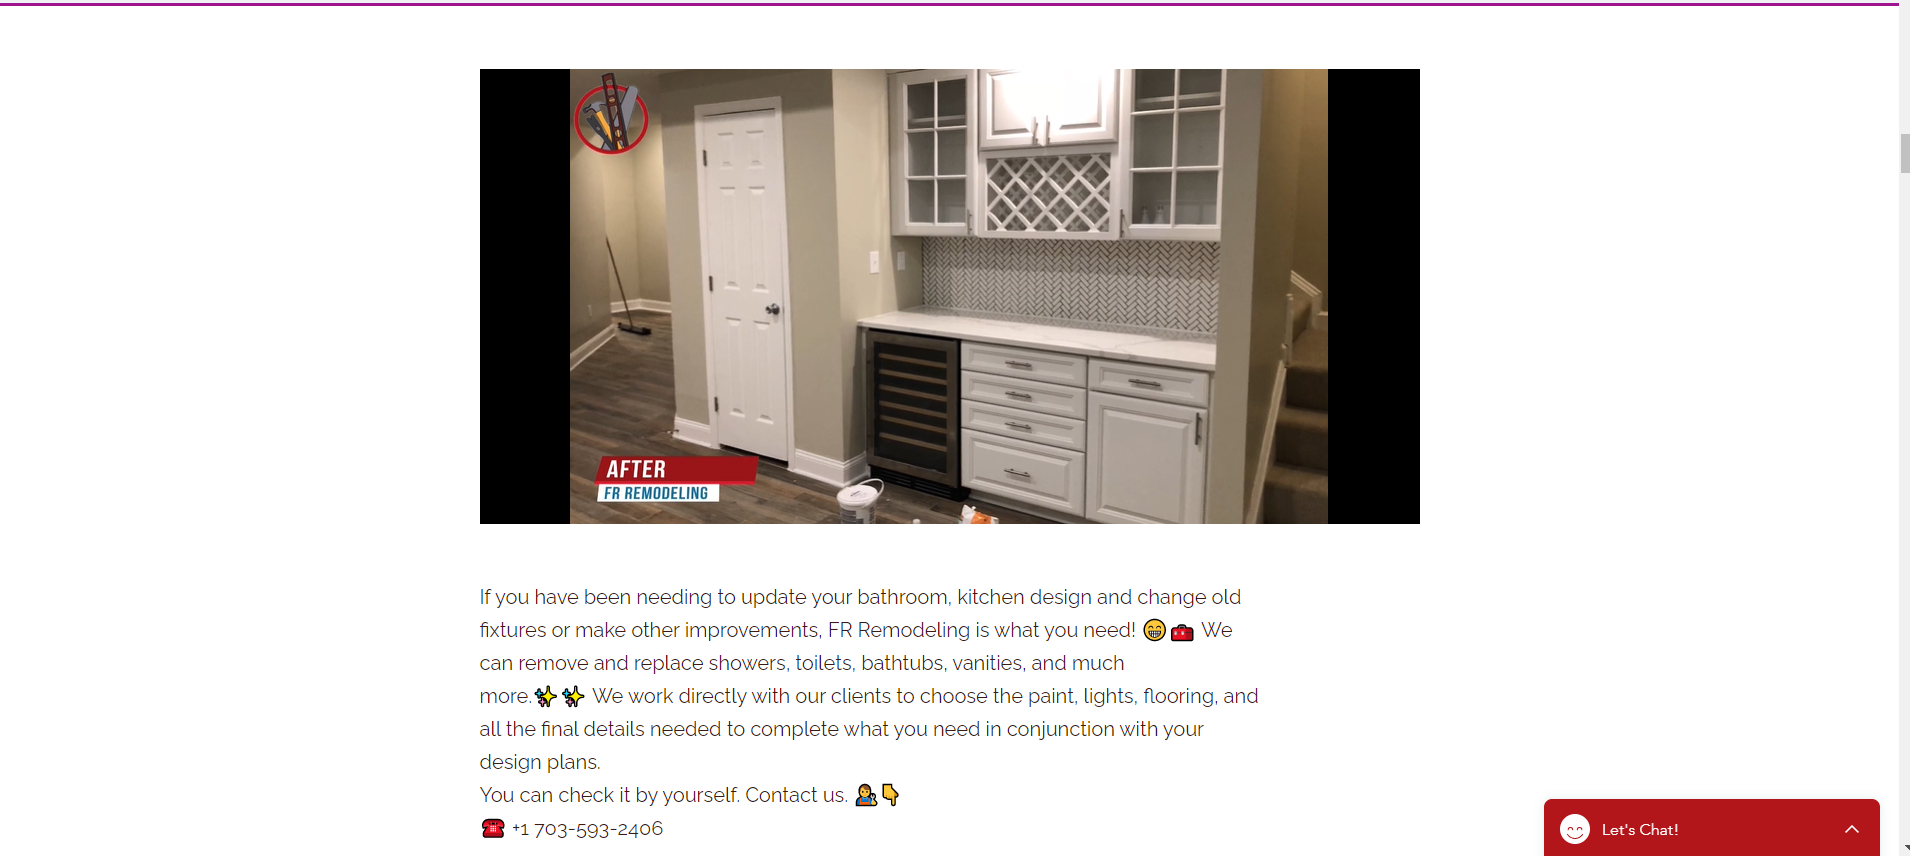 AFTER
FR REMODELING
If you have been needing to update your bathroom, kitchen design and change old
fixtures or make other improvements, FR Remodeling is what you need! 😁🧰 We
can remove and replace showers, toilets, bathtubs, vanities, and much
more.✨✨ We work directly with our clients to choose the paint, lights, flooring, and
all the final details needed to complete what you need in conjunction with your
design plans.
You can check it by yourself. Contact us. 👩‍🔧👇
☎️ +1 703-593-2406
Let's Chat!